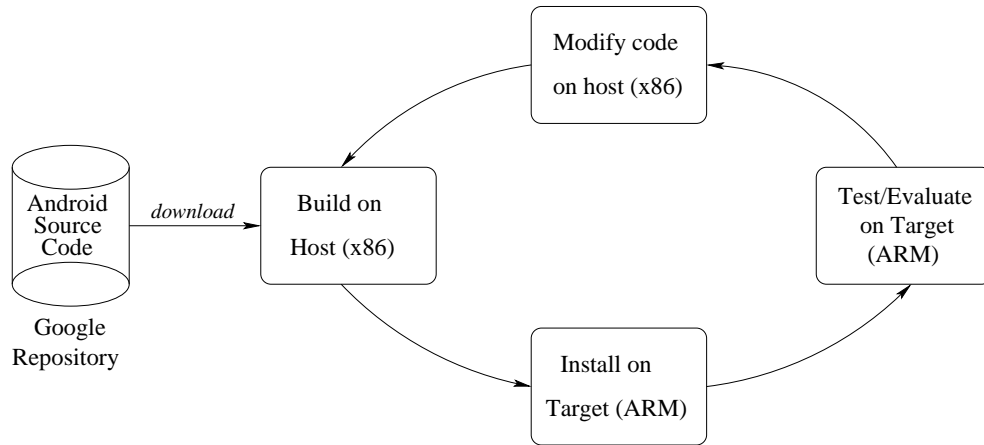 Modify code
on host (x86)
Android
Source
Code
download
Build on
Host (x86)
Test/Evaluate
on Target
(ARM)
Google
Repository
Install on
Target (ARM)